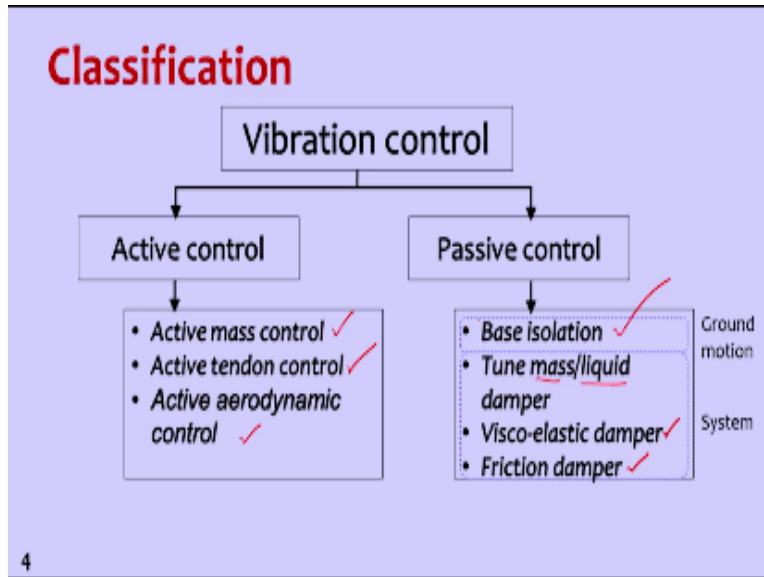 Classification
Vibration control
Active control
Passive control
• Active mass control
• Active tendon control
• Active aerodynamic
control
• Base isolation
• Tune mass/liquid
damper
• Visco-elastic damper
• Friction damper
Ground
motion
System
4